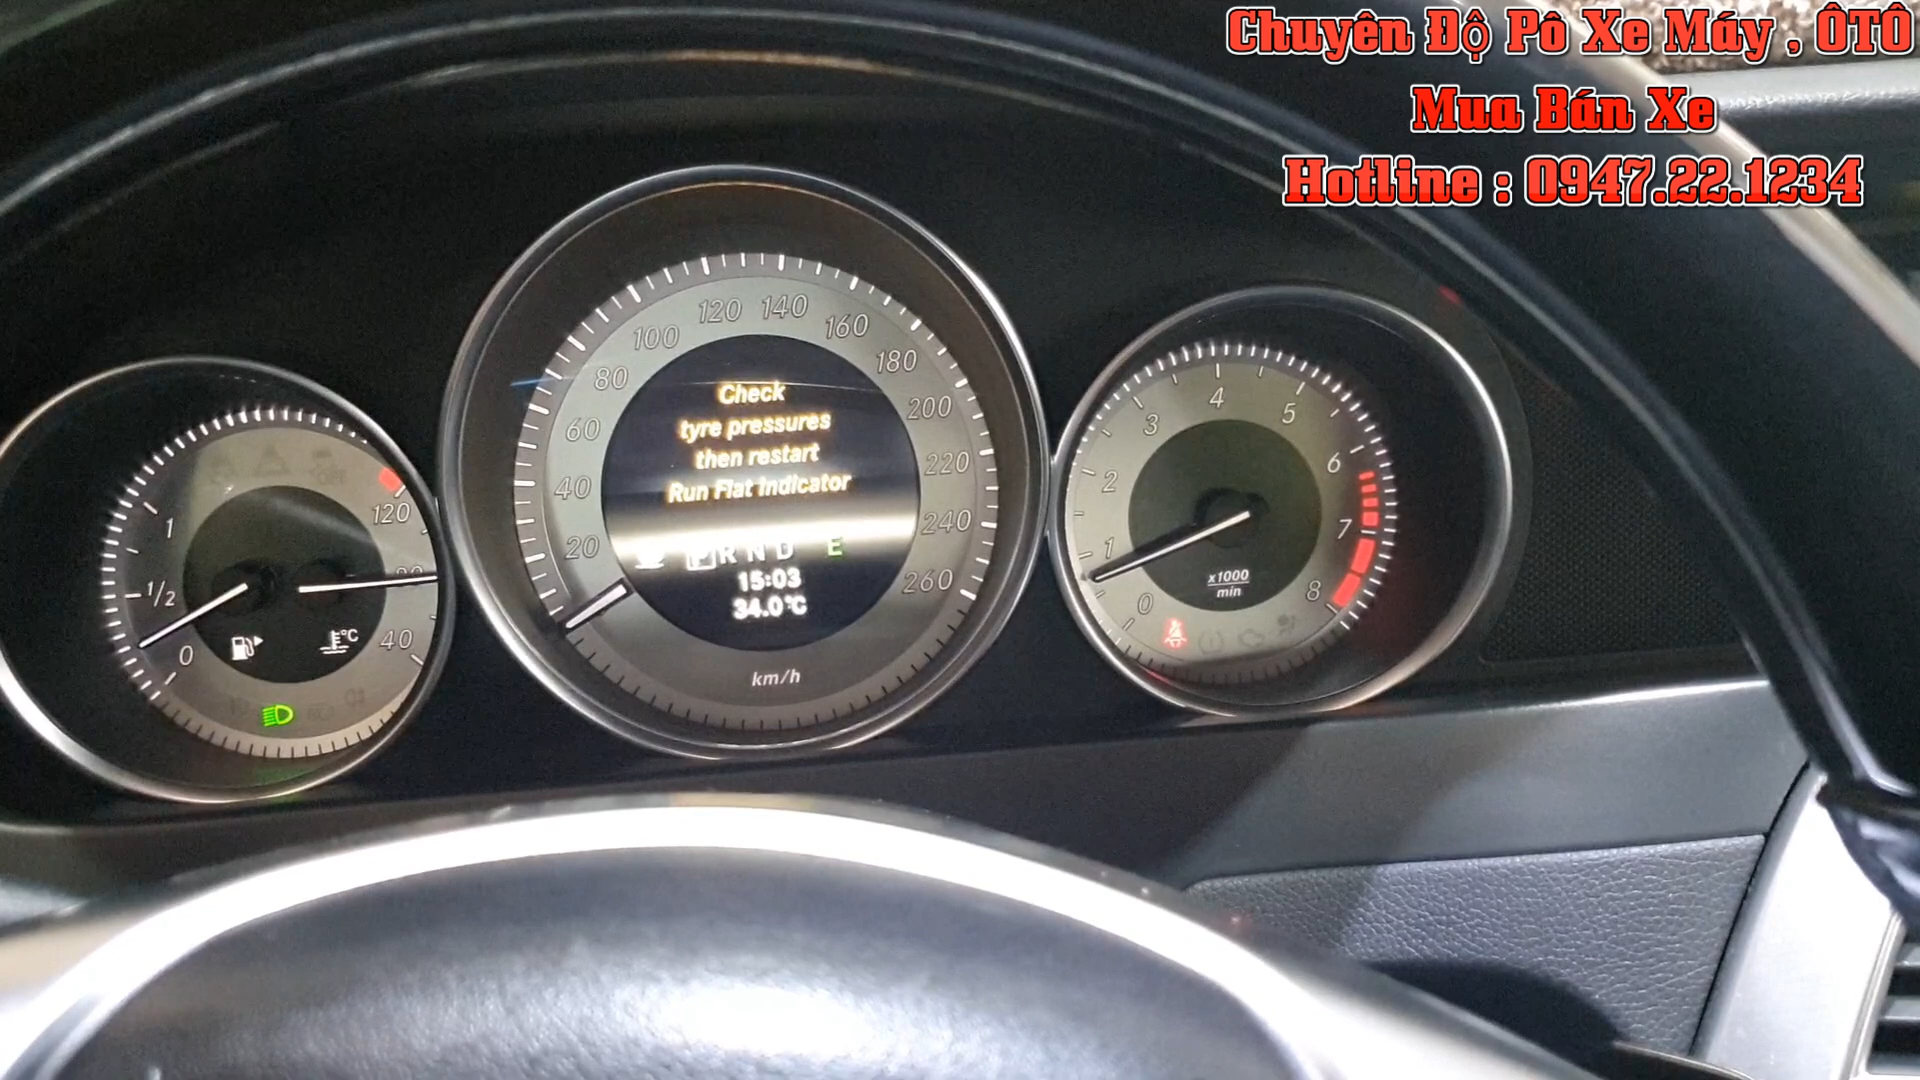 Chuyên Độ Pô Xe Máy , ÔTÔ
Mua Bán Xe
Hotline : 0947.22.1234
120 140
100 160
80 180
60 200
40 220
20 240
260
Check
tyre pressures
then restart
Run Flat Indicator
P R N D E
15:03
34.0°C
km/h
1
1/2
0
120
80
40
°C
0
1
2
3
4
5
6
7
8
x1000
min